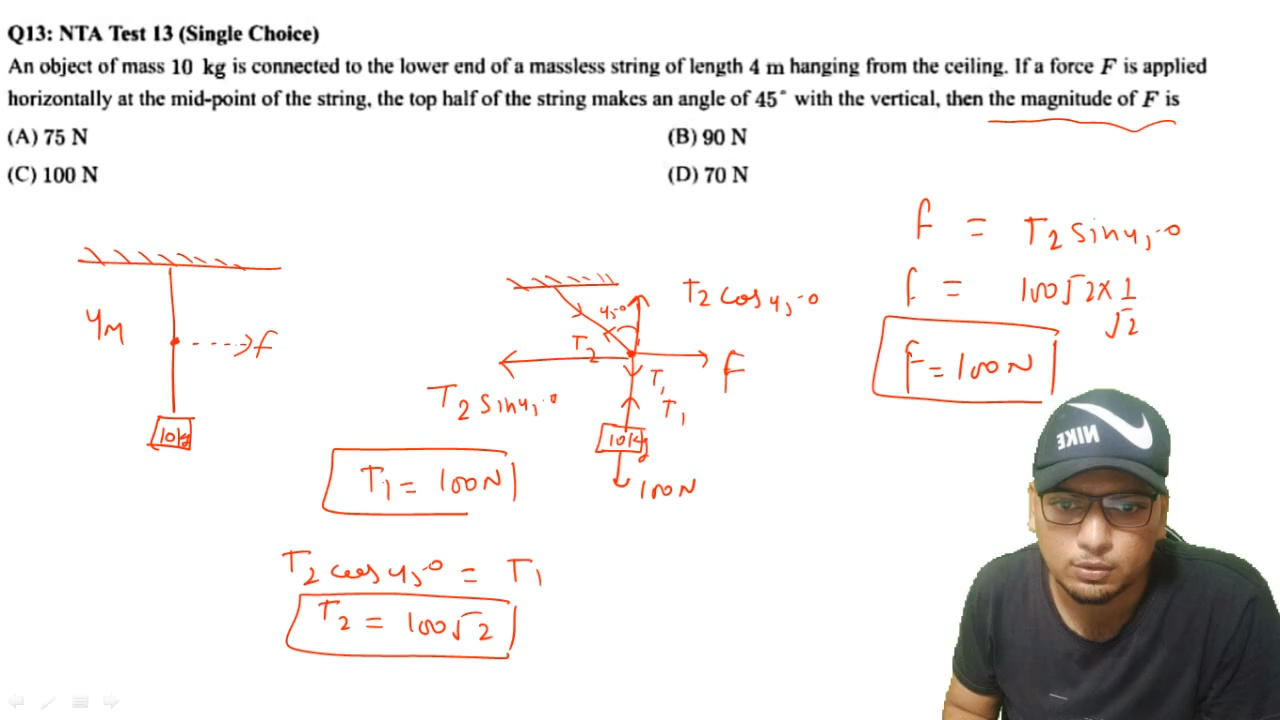 Q13: NTA Test 13 (Single Choice)
An object of mass 10 kg is connected to the lower end of a massless string of length 4 m hanging from the ceiling. If a force F is applied
horizontally at the mid-point of the string, the top half of the string makes an angle of 45° with the vertical, then the magnitude of F is
(A) 75 N
(B) 90 N
(C) 100 N
(D) 70 N
4M
f
10kg
45°
T2 cos45°
T2
F
T2 sin45°
T1
T1
10kg
100N
T1 = 100N
T2 cos45° = T1
T2 = 100√2
f = T2 sin45°
f = 100√2 × 1/√2
f = 100N
NIKE